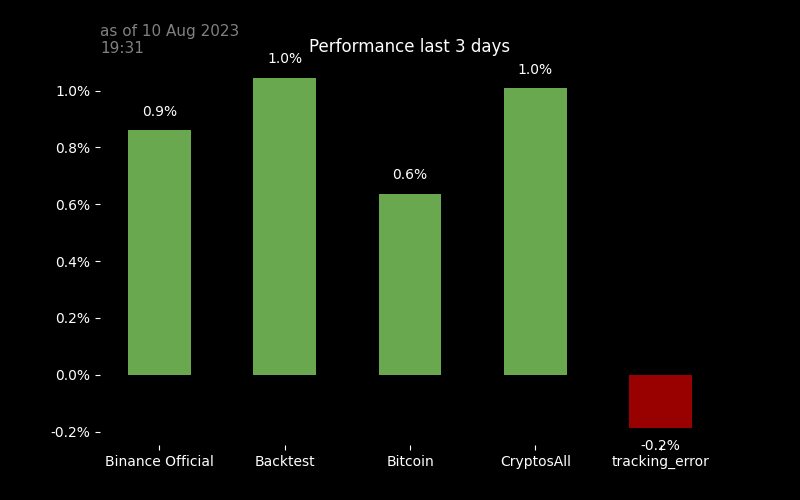 as of 10 Aug 2023
19:31
Performance last 3 days
1.0%
0.8%
0.6%
0.4%
0.2%
0.0%
-0.2%
0.9%
1.0%
0.6%
1.0%
-0.2%
Binance Official
Backtest
Bitcoin
CryptosAll
tracking_error